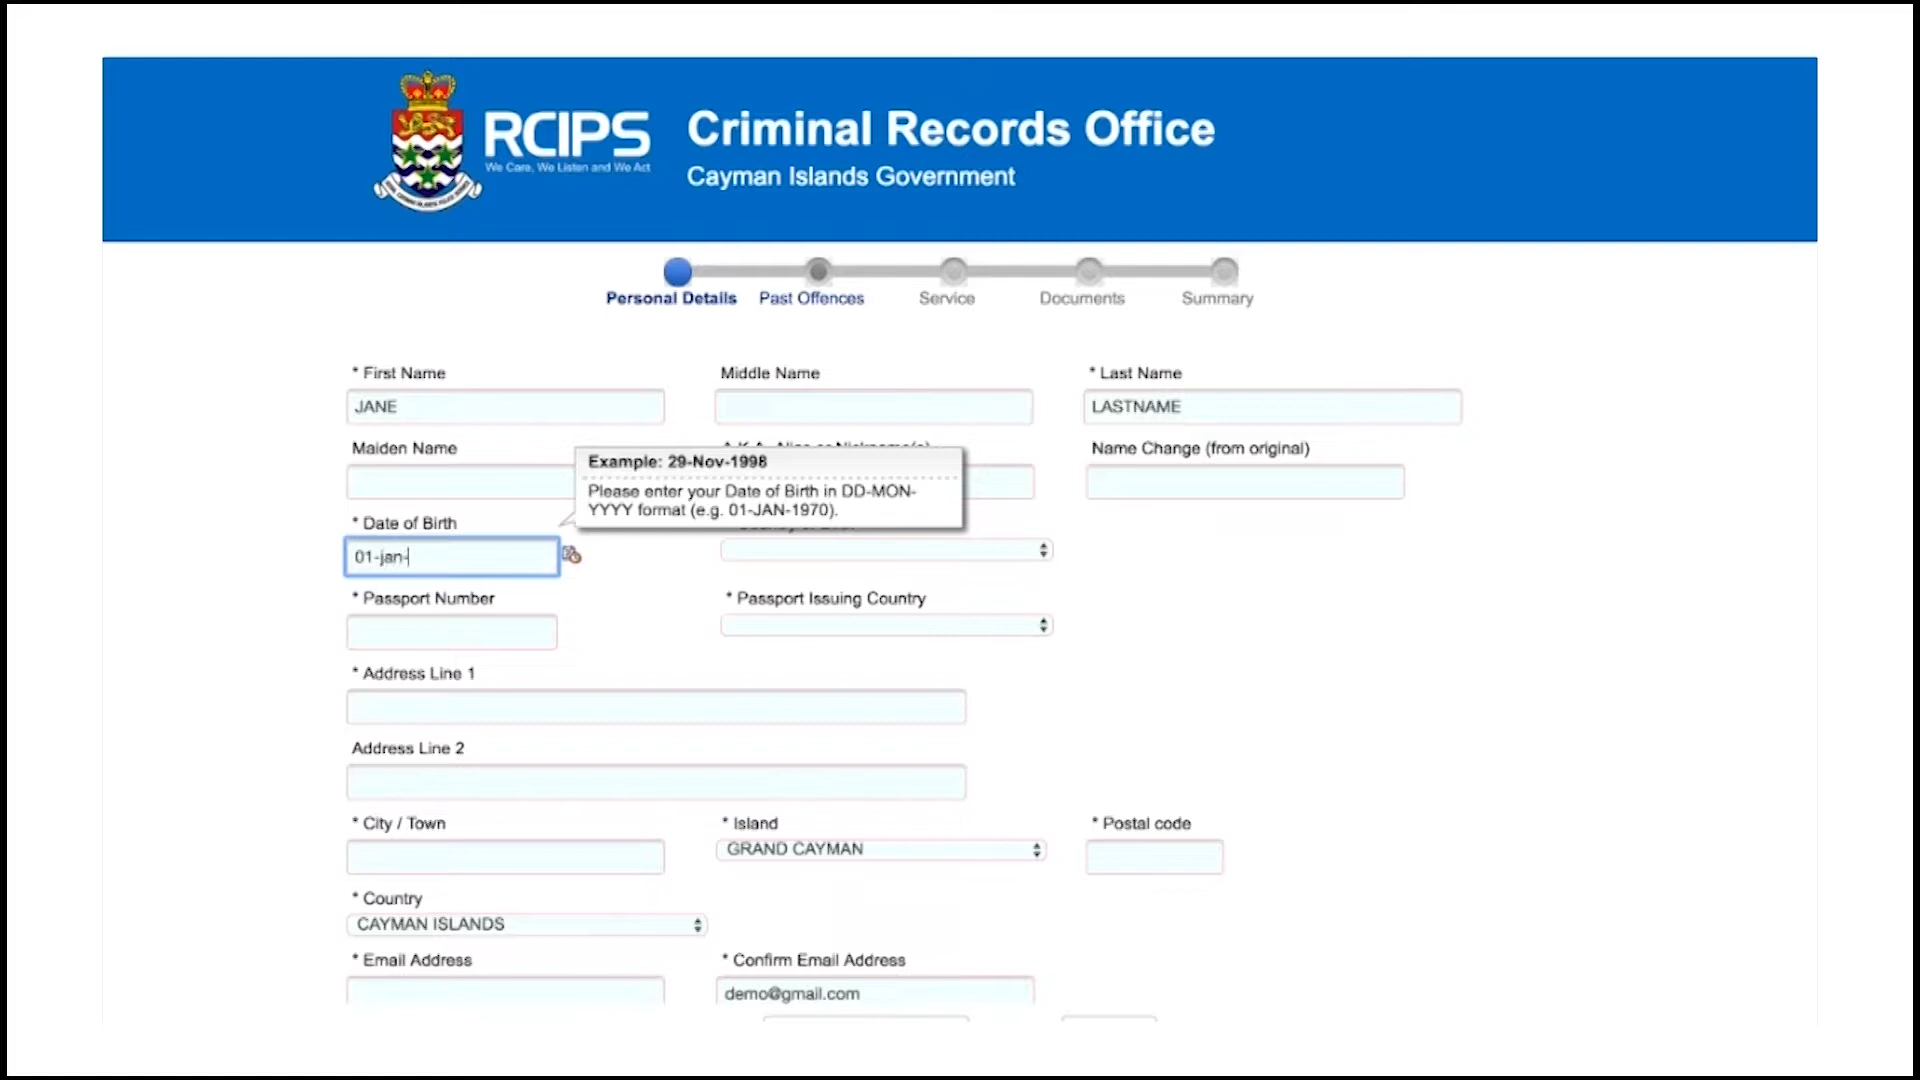 RCIPS
We Care, We Listen and We Act
Criminal Records Office
Cayman Islands Government
Personal Details
Past Offences
Service
Documents
Summary
* First Name
Middle Name
* Last Name
JANE
LASTNAME
Maiden Name
Name Change (from original)
Example: 29-Nov-1998
Please enter your Date of Birth in DD-MON-
YYYY format (e.g. 01-JAN-1970).
* Date of Birth
01-jan-
* Passport Number
* Passport Issuing Country
* Address Line 1
Address Line 2
* City / Town
* Island
* Postal code
GRAND CAYMAN
* Country
CAYMAN ISLANDS
* Email Address
* Confirm Email Address
demo@gmail.com